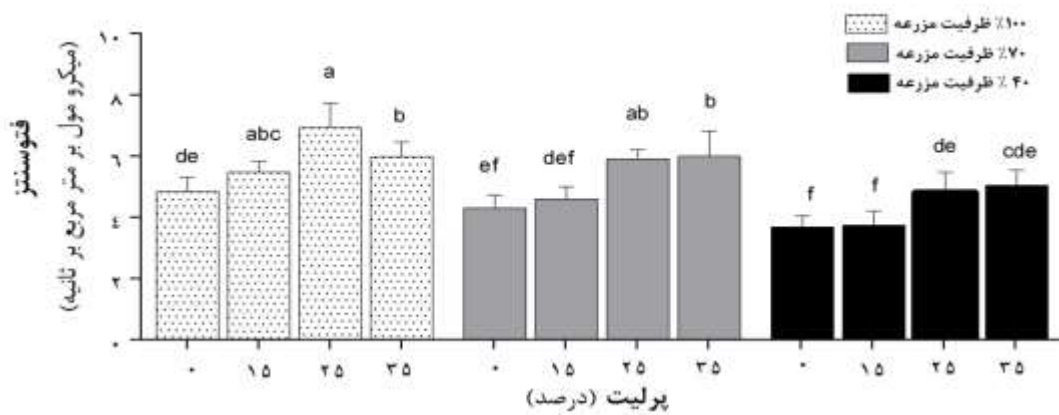 ٪۱۰۰ ظرفیت مزرعه
٪۷۰ ظرفیت مزرعه
٪۴۰ ظرفیت مزرعه
فتوسنتز
(میکرو مول بر متر مربع بر ثانیه)
۱۰
۸
۶
۴
۲
۰
de abc a b
ef def ab b
f f de cde
۰ ۱۵ ۲۵ ۳۵
۰ ۱۵ ۲۵ ۳۵
۰ ۱۵ ۲۵ ۳۵
پرلیت (درصد)